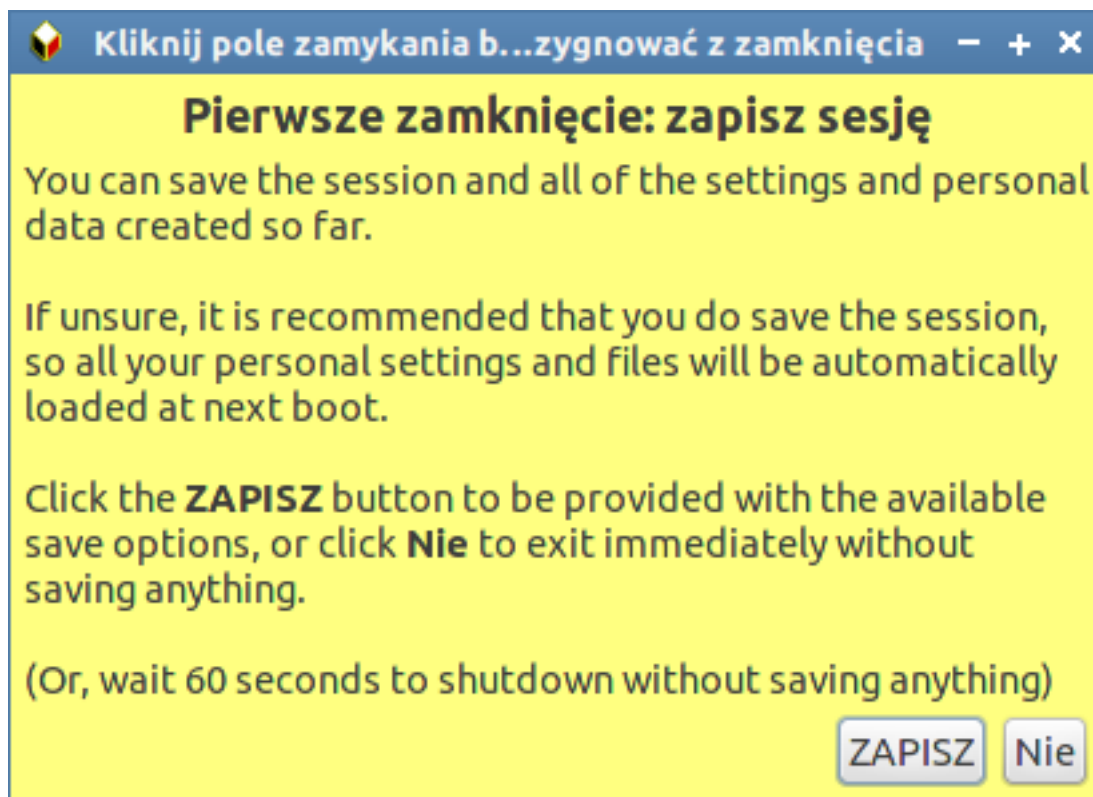 Kliknij pole zamykania b...zygnować z zamknięcia
Pierwsze zamknięcie: zapisz sesję
You can save the session and all of the settings and personal
data created so far.
If unsure, it is recommended that you do save the session,
so all your personal settings and files will be automatically
loaded at next boot.
Click the ZAPISZ button to be provided with the available
save options, or click Nie to exit immediately without
saving anything.
(Or, wait 60 seconds to shutdown without saving anything)
ZAPISZ Nie